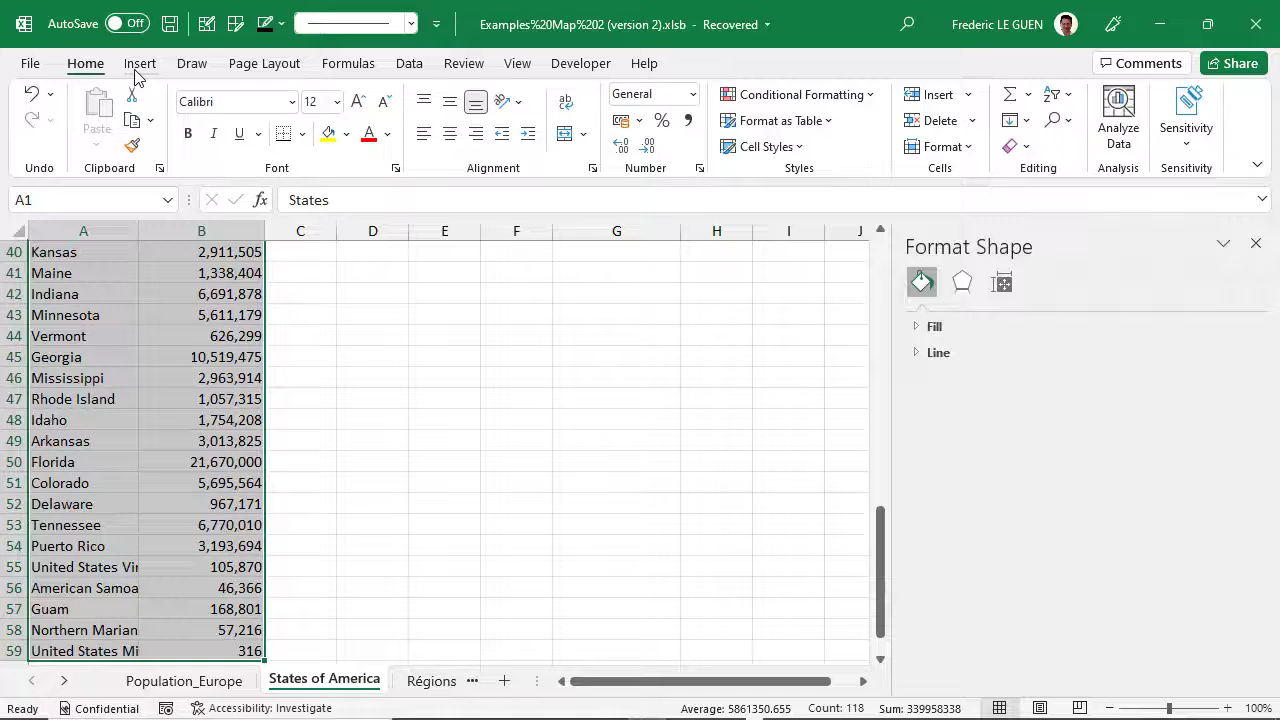 AutoSave Off Examples%20Map%202 (version 2).xlsb - Recovered Frederic LE GUEN
File Home Insert Draw Page Layout Formulas Data Review View Developer Help Comments Share
Calibri 12 General Conditional Formatting Insert
Paste Format as Table Delete Analyze Data Sensitivity
B I U A % Cell Styles Format
Undo Clipboard Font Alignment Number Styles Cells Editing Analysis Sensitivity
A1 fx States
A B C D E F G H I J
Format Shape
40 Kansas 2,911,505
41 Maine 1,338,404
42 Indiana 6,691,878
Fill
43 Minnesota 5,611,179
Line
44 Vermont 626,299
45 Georgia 10,519,475
46 Mississippi 2,963,914
47 Rhode Island 1,057,315
48 Idaho 1,754,208
49 Arkansas 3,013,825
50 Florida 21,670,000
51 Colorado 5,695,564
52 Delaware 967,171
53 Tennessee 6,770,010
54 Puerto Rico 3,193,694
55 United States Vir 105,870
56 American Samoa 46,366
57 Guam 168,801
58 Northern Marian 57,216
59 United States Mi 316
Population_Europe States of America Régions ...
Ready Confidential Accessibility: Investigate Average: 5861350.655 Count: 118 Sum: 339958338 100%